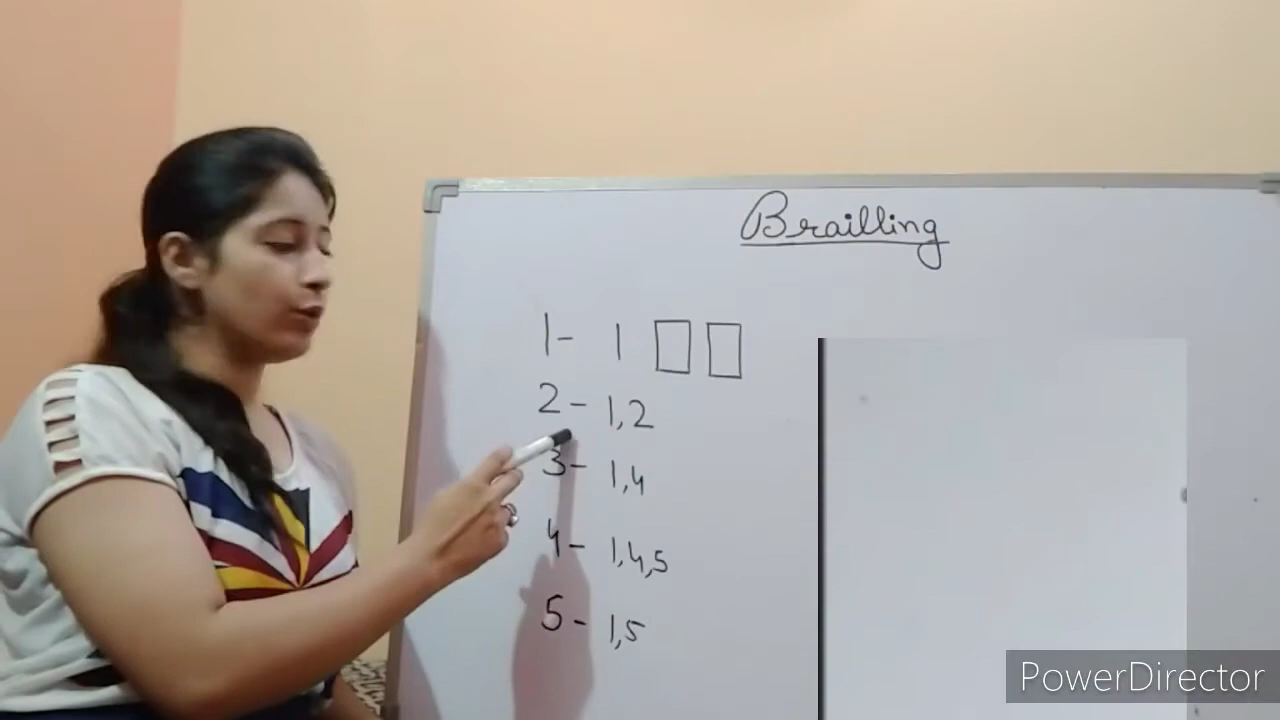 Brailling
1- 1
2- 1,2
3- 1,4
4- 1,4,5
5- 1,5
PowerDirector